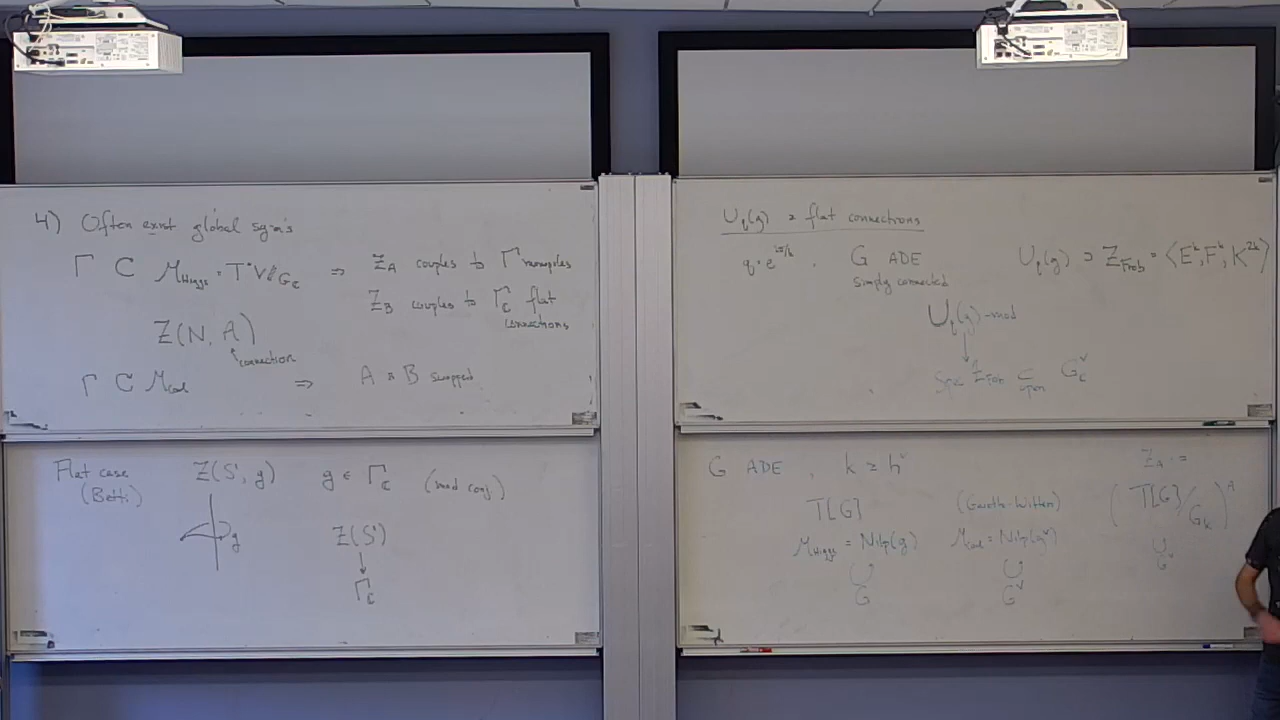 4) Often exist global sym's
Γ C M_Higgs = T*V///G_C ⇒ Z_A couples to Γ
Z_B couples to Γ_C flat connections
Z(N, A)
connection
Γ C M_Coul ⇒ A & B swapped
Flat case Z(S¹, g) g ∈ Γ_C (mod conj)
(Betti)
g
Z(S¹)
↓
Γ_C
U_q(g) & flat connections
q = e^{iπ/k}, G ADE
simply connected
U_q(g) ⊃ Z_Frob = ⟨E^k, F^k, K^{2k}⟩
U_q(g)-mod
↓
Spec Z_Frob ⊂ G_C^∨
open
G ADE, k ≥ h^∨
T[G] (Gaiotto-Witten)
M_Higgs = Nilp(g) M_Coul = Nilp(g^∨)
G G^∨
Z_A :=
(T[G]/G_k)^A
G^∨